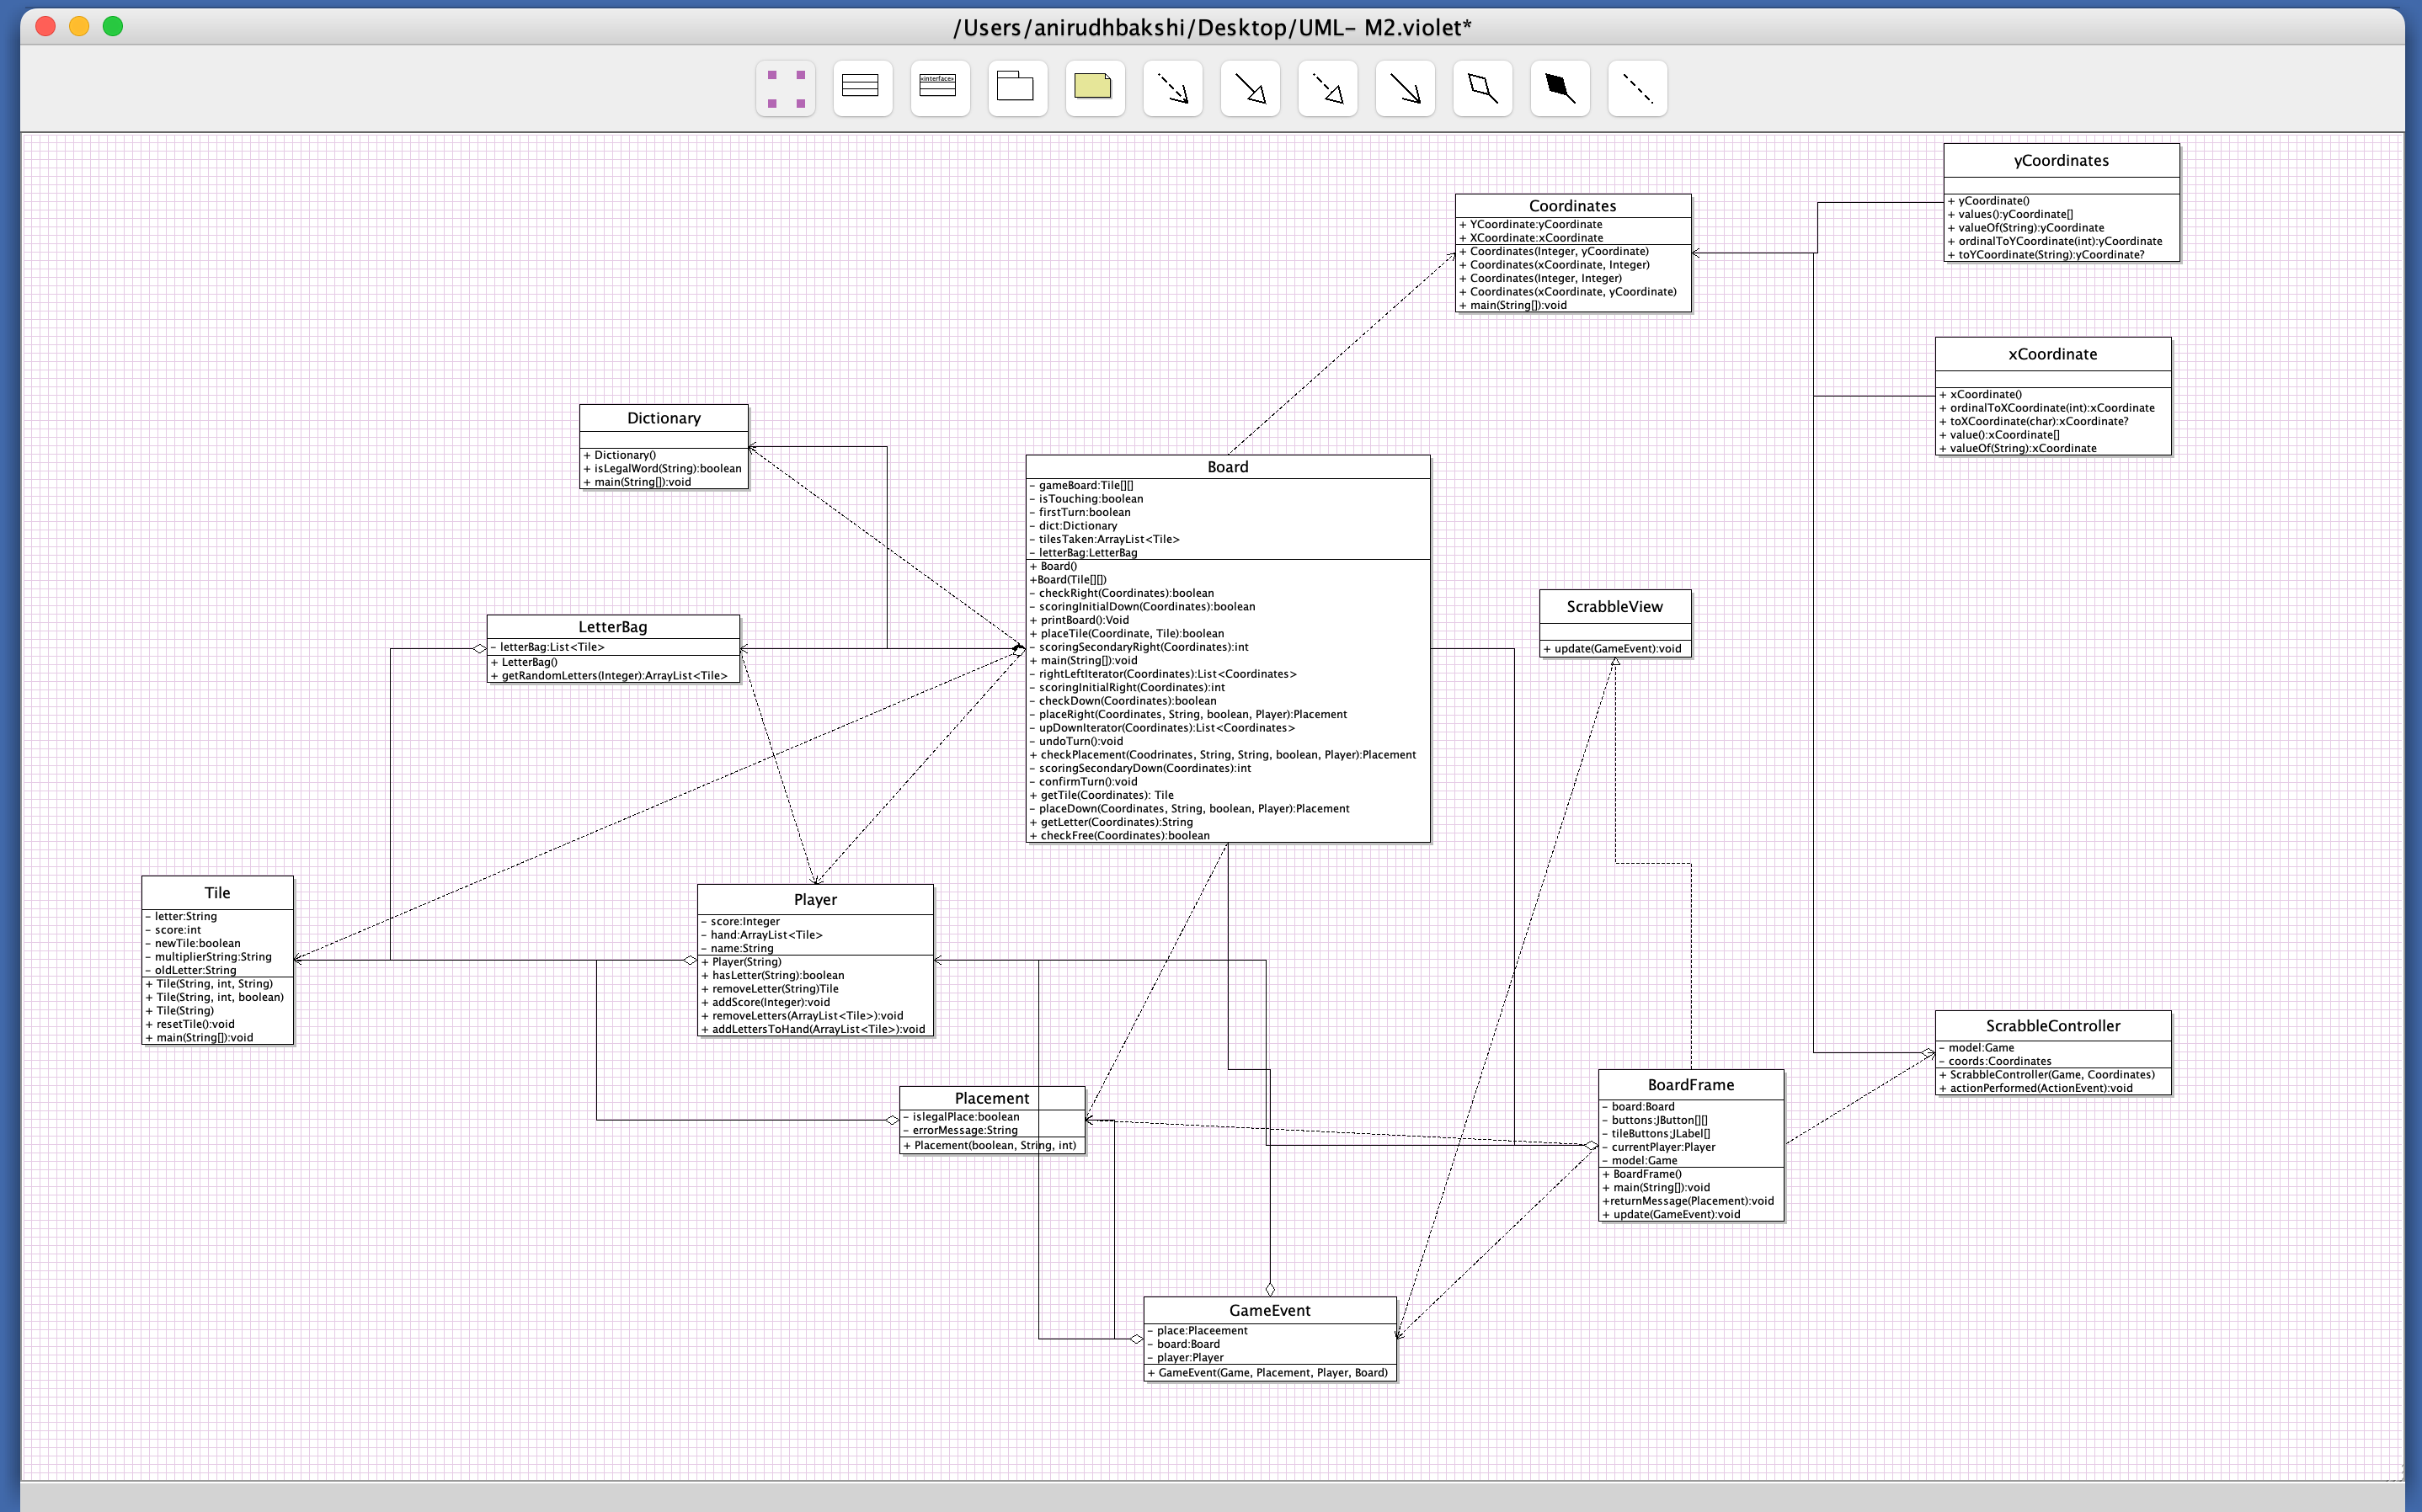 /Users/anirudhbakshi/Desktop/UML- M2.violet*
«interface»
yCoordinates
+ yCoordinate()
+ values():yCoordinate[]
+ valueOf(String):yCoordinate
+ ordinalToYCoordinate(int):yCoordinate
+ toYCoordinate(String):yCoordinate?
Coordinates
+ YCoordinate:yCoordinate
+ XCoordinate:xCoordinate
+ Coordinates(Integer, yCoordinate)
+ Coordinates(xCoordinate, Integer)
+ Coordinates(Integer, Integer)
+ Coordinates(xCoordinate, yCoordinate)
+ main(String[]):void
xCoordinate
+ xCoordinate()
+ ordinalToXCoordinate(int):xCoordinate
+ toXCoordinate(char):xCoordinate?
+ value():xCoordinate[]
+ valueOf(String):xCoordinate
Dictionary
+ Dictionary()
+ isLegalWord(String):boolean
+ main(String[]):void
Board
- gameBoard:Tile[][]
- isTouching:boolean
- firstTurn:boolean
- dict:Dictionary
- tilesTaken:ArrayList<Tile>
- letterBag:LetterBag
+ Board()
+Board(Tile[][])
- checkRight(Coordinates):boolean
- scoringInitialDown(Coordinates):boolean
+ printBoard():Void
+ placeTile(Coordinate, Tile):boolean
- scoringSecondaryRight(Coordinates):int
+ main(String[]):void
- rightLeftIterator(Coordinates):List<Coordinates>
- scoringInitialRight(Coordinates):int
- checkDown(Coordinates):boolean
- placeRight(Coordinates, String, boolean, Player):Placement
- upDownIterator(Coordinates):List<Coordinates>
- undoTurn():void
+ checkPlacement(Coodrinates, String, String, boolean, Player):Placement
- scoringSecondaryDown(Coordinates):int
- confirmTurn():void
+ getTile(Coordinates): Tile
- placeDown(Coordinates, String, boolean, Player):Placement
+ getLetter(Coordinates):String
+ checkFree(Coordinates):boolean
ScrabbleView
+ update(GameEvent):void
LetterBag
- letterBag:List<Tile>
+ LetterBag()
+ getRandomLetters(Integer):ArrayList<Tile>
Tile
- letter:String
- score:int
- newTile:boolean
- multiplierString:String
- oldLetter:String
+ Tile(String, int, String)
+ Tile(String, int, boolean)
+ Tile(String)
+ resetTile():void
+ main(String[]):void
Player
- score:Integer
- hand:ArrayList<Tile>
- name:String
+ Player(String)
+ hasLetter(String):boolean
+ removeLetter(String)Tile
+ addScore(Integer):void
+ removeLetters(ArrayList<Tile>):void
+ addLettersToHand(ArrayList<Tile>):void
ScrabbleController
- model:Game
- coords:Coordinates
+ ScrabbleController(Game, Coordinates)
+ actionPerformed(ActionEvent):void
Placement
- islegalPlace:boolean
- errorMessage:String
+ Placement(boolean, String, int)
BoardFrame
- board:Board
- buttons:JButton[][]
- tileButtons:JLabel[]
- currentPlayer:Player
- model:Game
+ BoardFrame()
+ main(String[]):void
+returnMessage(Placement):void
+ update(GameEvent):void
GameEvent
- place:Placeement
- board:Board
- player:Player
+ GameEvent(Game, Placement, Player, Board)